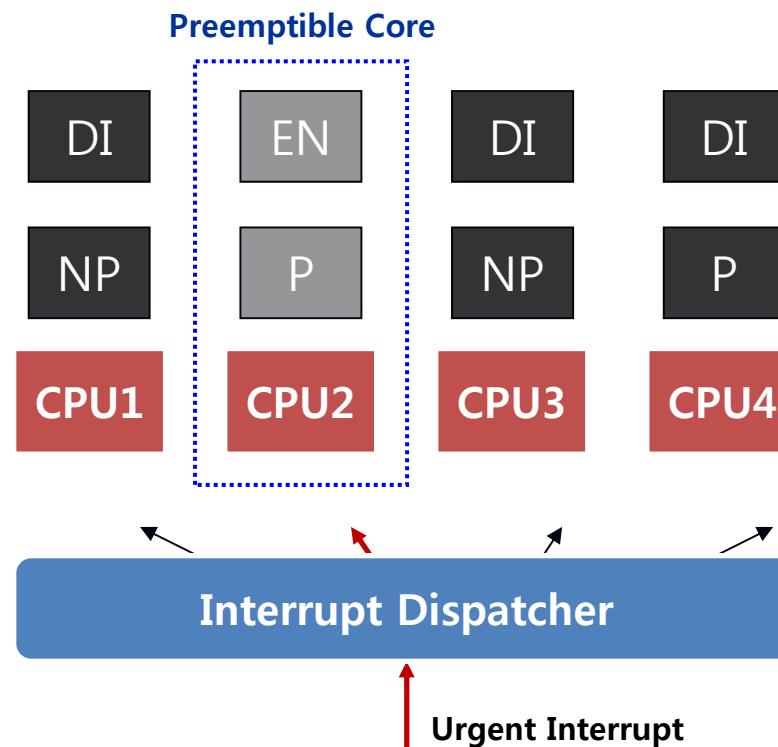 Preemptible Core
DI EN DI DI
NP P NP P
CPU1 CPU2 CPU3 CPU4
Interrupt Dispatcher
Urgent Interrupt